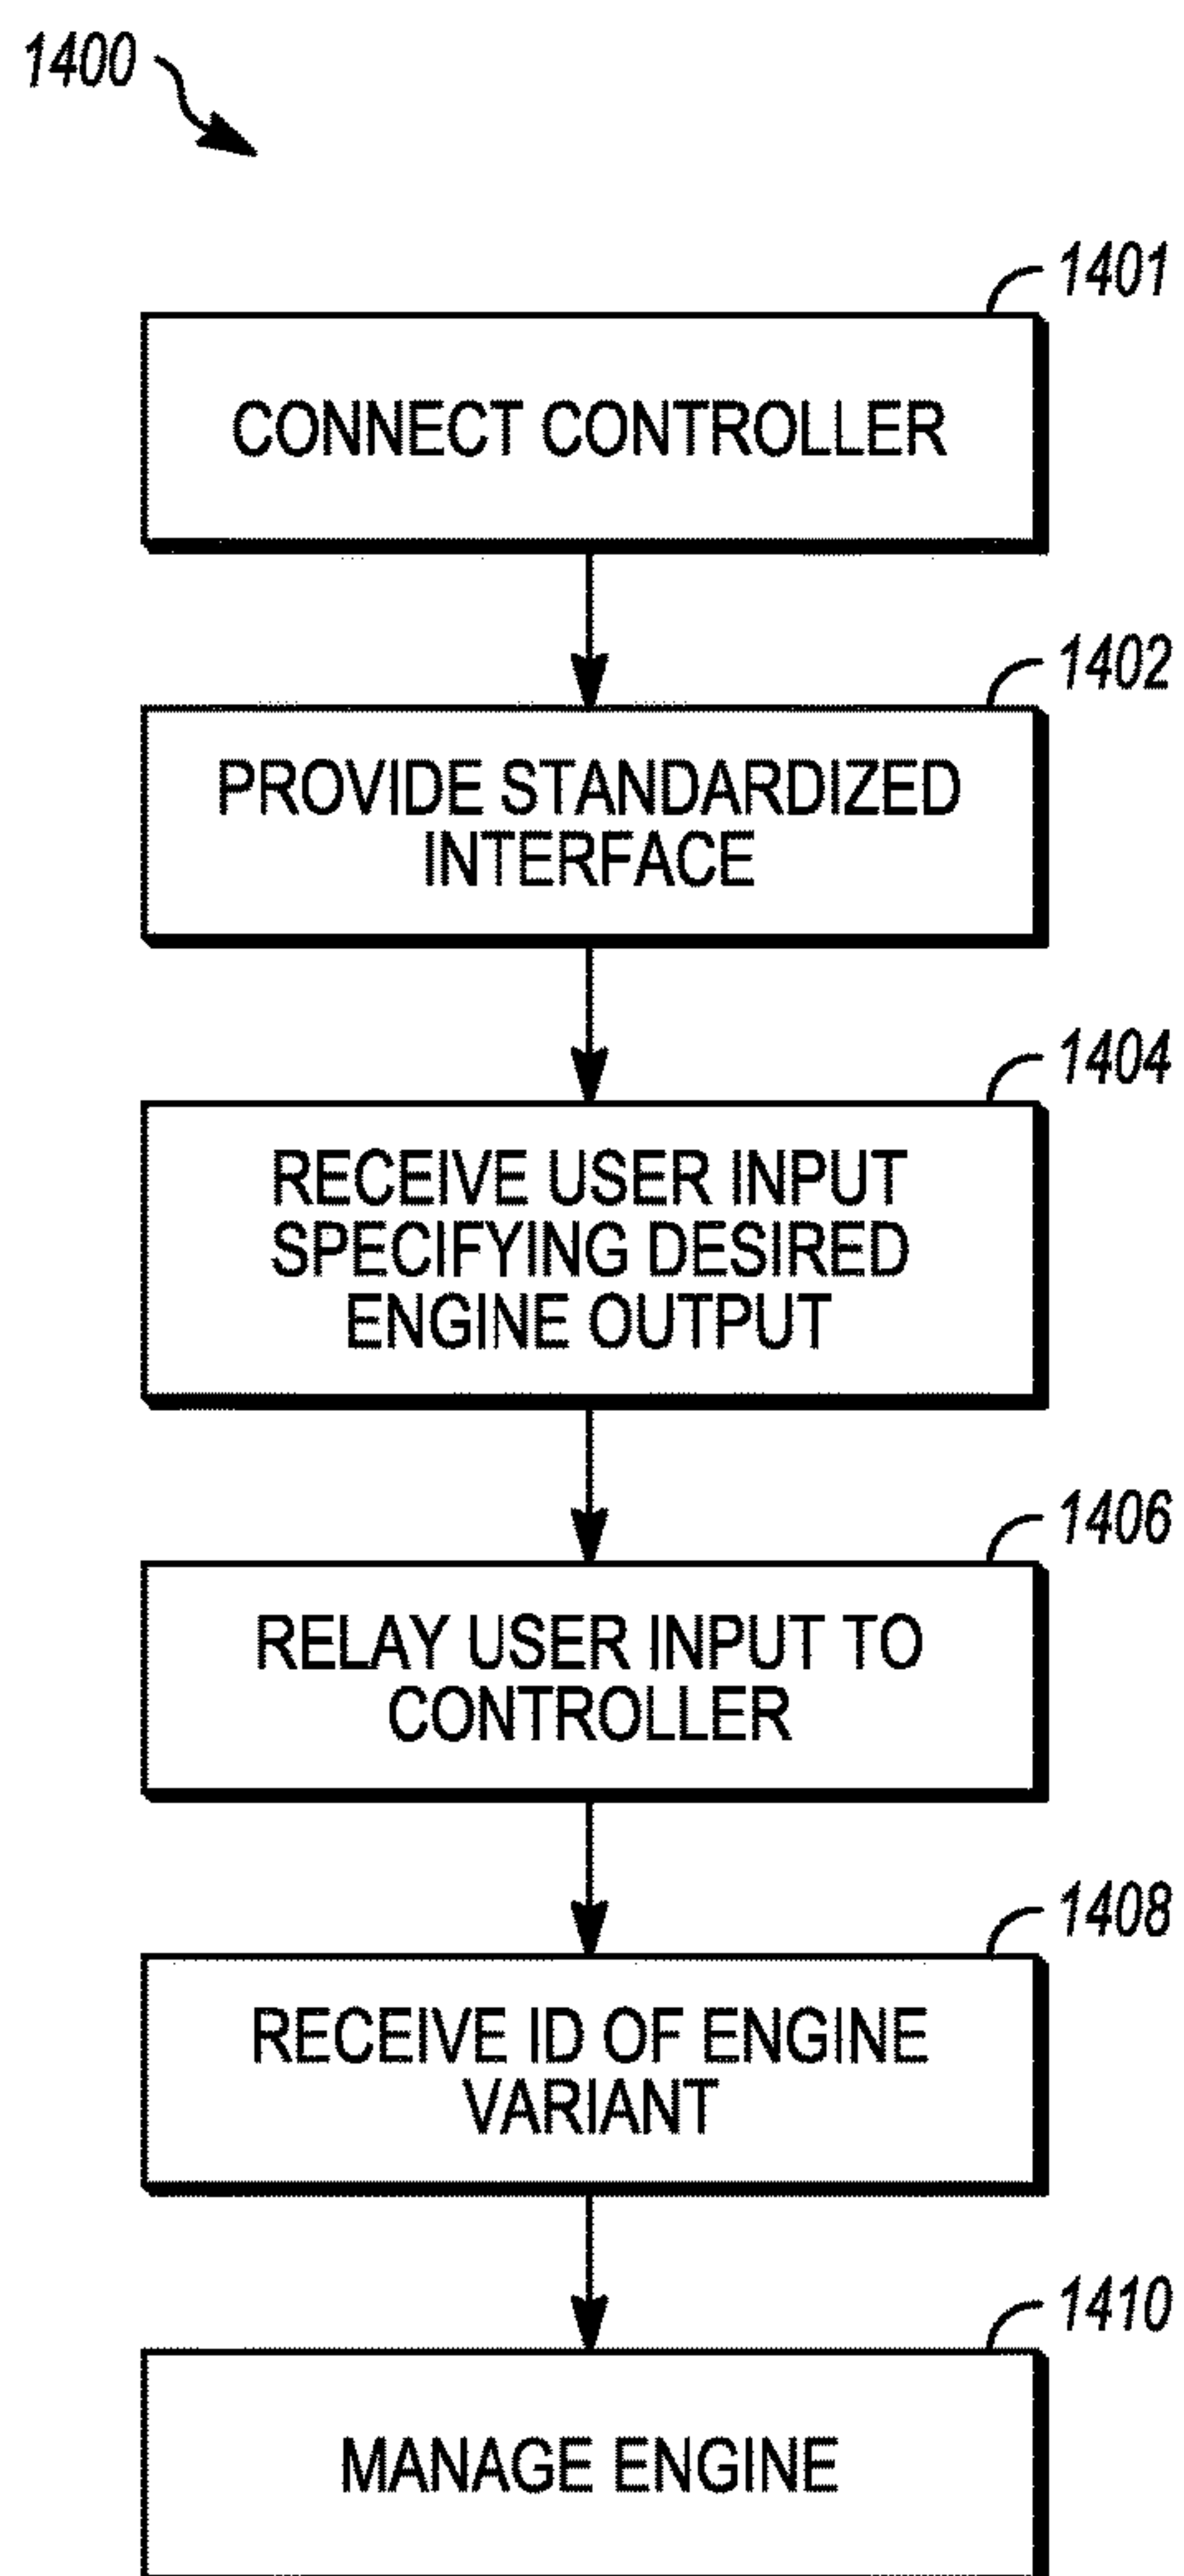 1400
1401
CONNECT CONTROLLER
1402
PROVIDE STANDARDIZED
INTERFACE
1404
RECEIVE USER INPUT
SPECIFYING DESIRED
ENGINE OUTPUT
1406
RELAY USER INPUT TO
CONTROLLER
1408
RECEIVE ID OF ENGINE
VARIANT
1410
MANAGE ENGINE